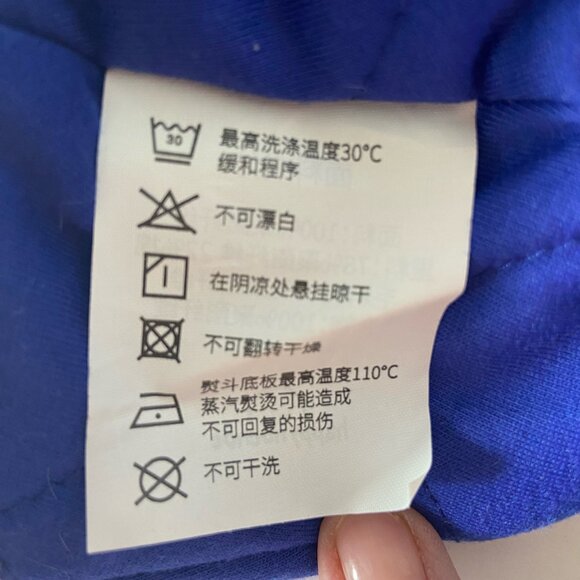 30
最高洗涤温度30°C
缓和程序
不可漂白
在阴凉处悬挂晾干
不可翻转干燥
熨斗底板最高温度110°C
蒸汽熨烫可能造成
不可回复的损伤
不可干洗